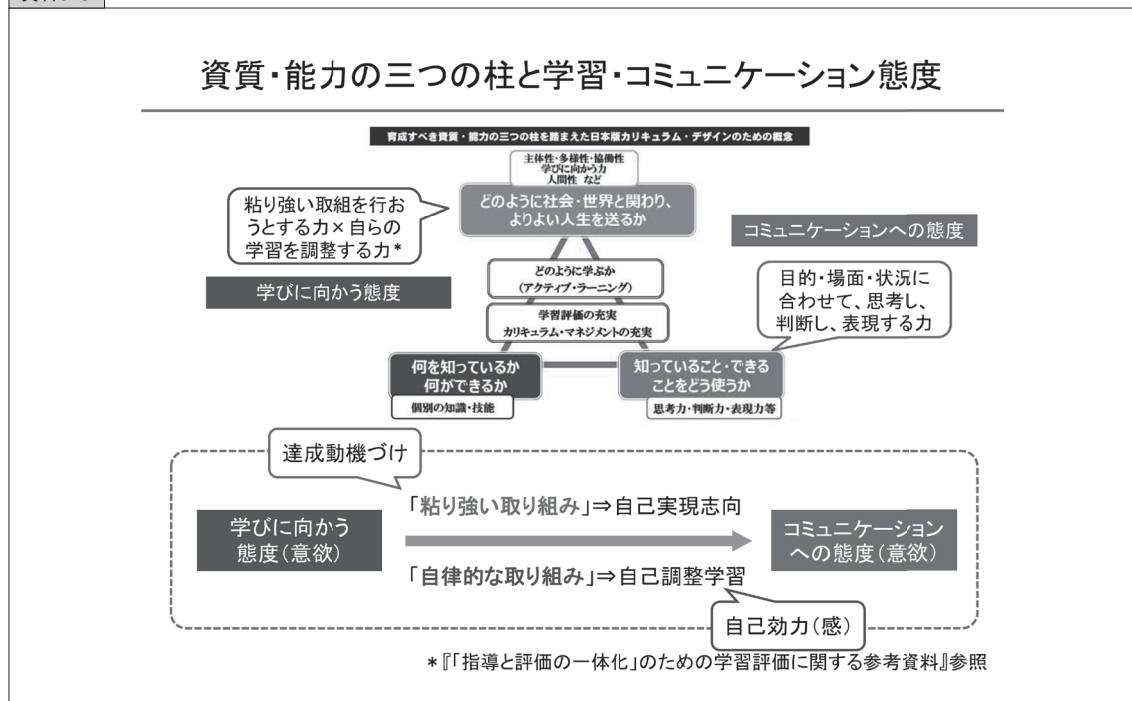 資質・能力の三つの柱と学習・コミュニケーション態度
育成すべき資質・能力の三つの柱を踏まえた日本版カリキュラム・デザインのための概念
主体性・多様性・協働性
学びに向かう力
人間性 など
どのように社会・世界と関わり、
よりよい人生を送るか
粘り強い取組を行お
うとする力×自らの
学習を調整する力*
学びに向かう態度
コミュニケーションへの態度
目的・場面・状況に
合わせて、思考し、
判断し、表現する力
どのように学ぶか
(アクティブ・ラーニング)
学習評価の充実
カリキュラム・マネジメントの充実
何を知っているか
何ができるか
個別の知識・技能
知っていること・できる
ことをどう使うか
思考力・判断力・表現力等
達成動機づけ
「粘り強い取り組み」⇒自己実現志向
学びに向かう
態度(意欲)
コミュニケーション
への態度(意欲)
「自律的な取り組み」⇒自己調整学習
自己効力(感)
*『「指導と評価の一体化」のための学習評価に関する参考資料』参照